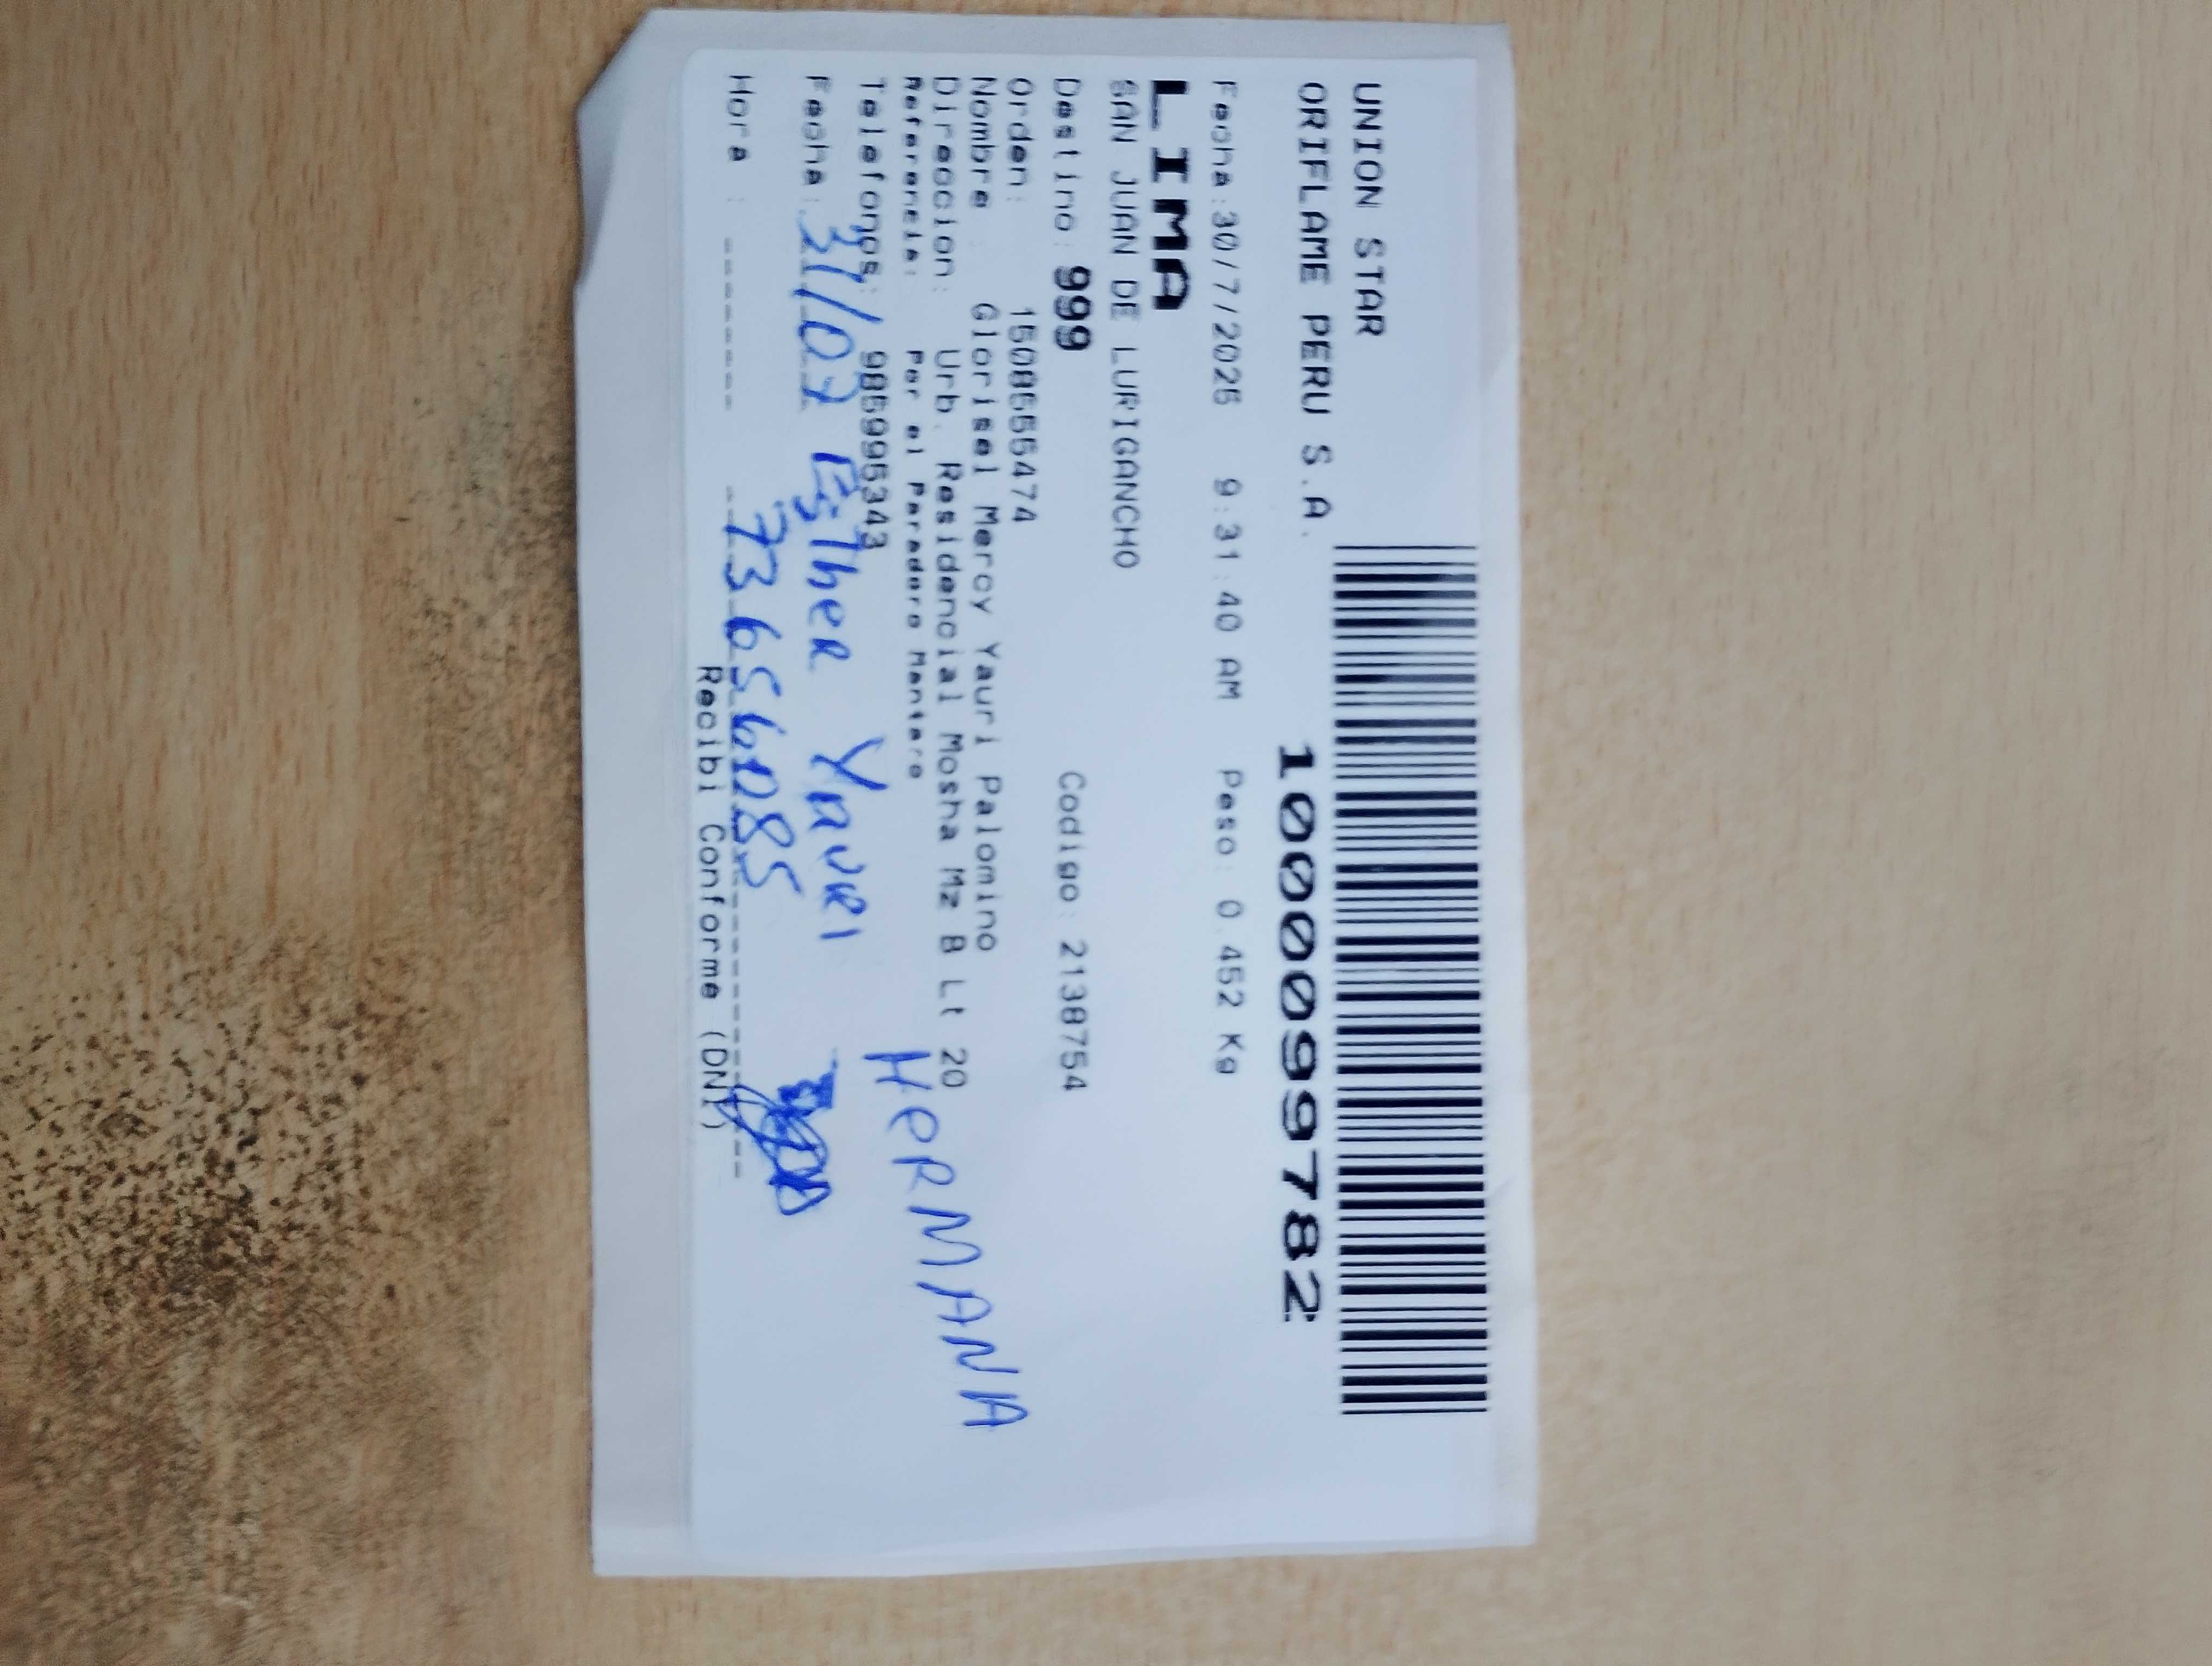 UNION STAR
ORIFLAME PERU S.A.
10000997 82
Fecha:30/7/2025 9:31:40 AM Peso: 0.452 Kg
LIMA
SAN JUAN DE LURIGANCHO
Destino: 999 Codigo: 2138754
Orden: 1508655474
Nombre : Glorisel Mercy Yauri Palomino
Direccion: Urb. Residencial Mosha Mz B Lt 20
Referencia: Por el Paradero Mantaro
Telefonos: 985995343 HERMANA
Fecha: 31/07 Esther Yauri
Hora : 73656085
Recibi Conforme (DNI)